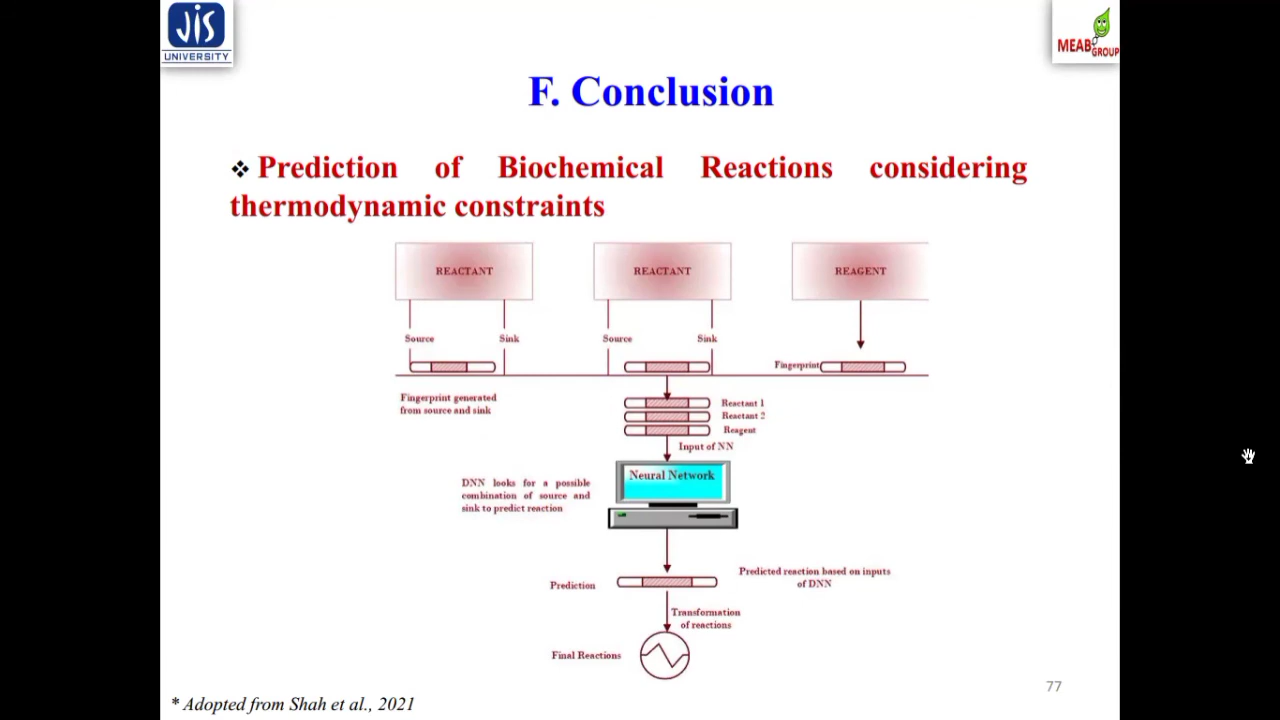 JIS
UNIVERSITY
MEAB
GROUP
F. Conclusion
❖ Prediction of Biochemical Reactions considering
thermodynamic constraints
REACTANT
REACTANT
REAGENT
Source
Sink
Source
Sink
Fingerprint
Fingerprint generated
from source and sink
Reactant 1
Reactant 2
Reagent
Input of NN
Neural Network
DNN looks for a possible
combination of source and
sink to predict reaction
Prediction
Predicted reaction based on inputs
of DNN
Transformation
of reactions
Final Reactions
77
* Adopted from Shah et al., 2021